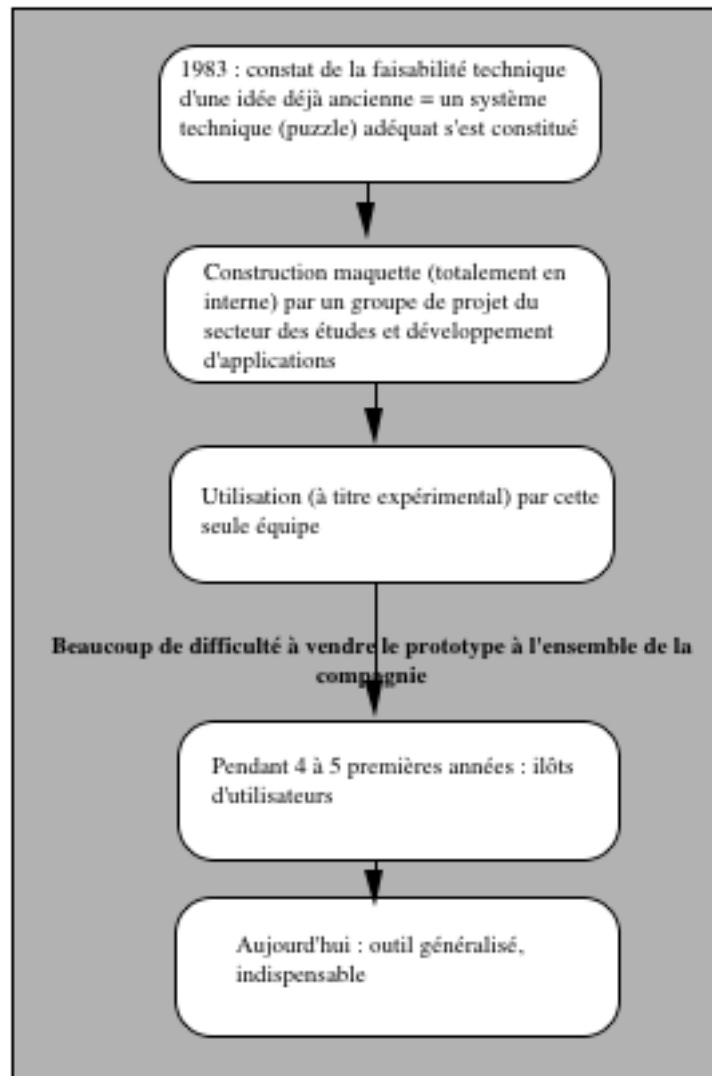 1983 : constat de la faisabilité technique
d'une idée déjà ancienne = un système
technique (puzzle) adéquat s'est constitué
Construction maquette (totalement en
interne) par un groupe de projet du
secteur des études et développement
d'applications
Utilisation (à titre expérimental) par cette
seule équipe
Beaucoup de difficulté à vendre le prototype à l'ensemble de la
compagnie
Pendant 4 à 5 premières années : ilôts
d'utilisateurs
Aujourd'hui : outil généralisé,
indispensable